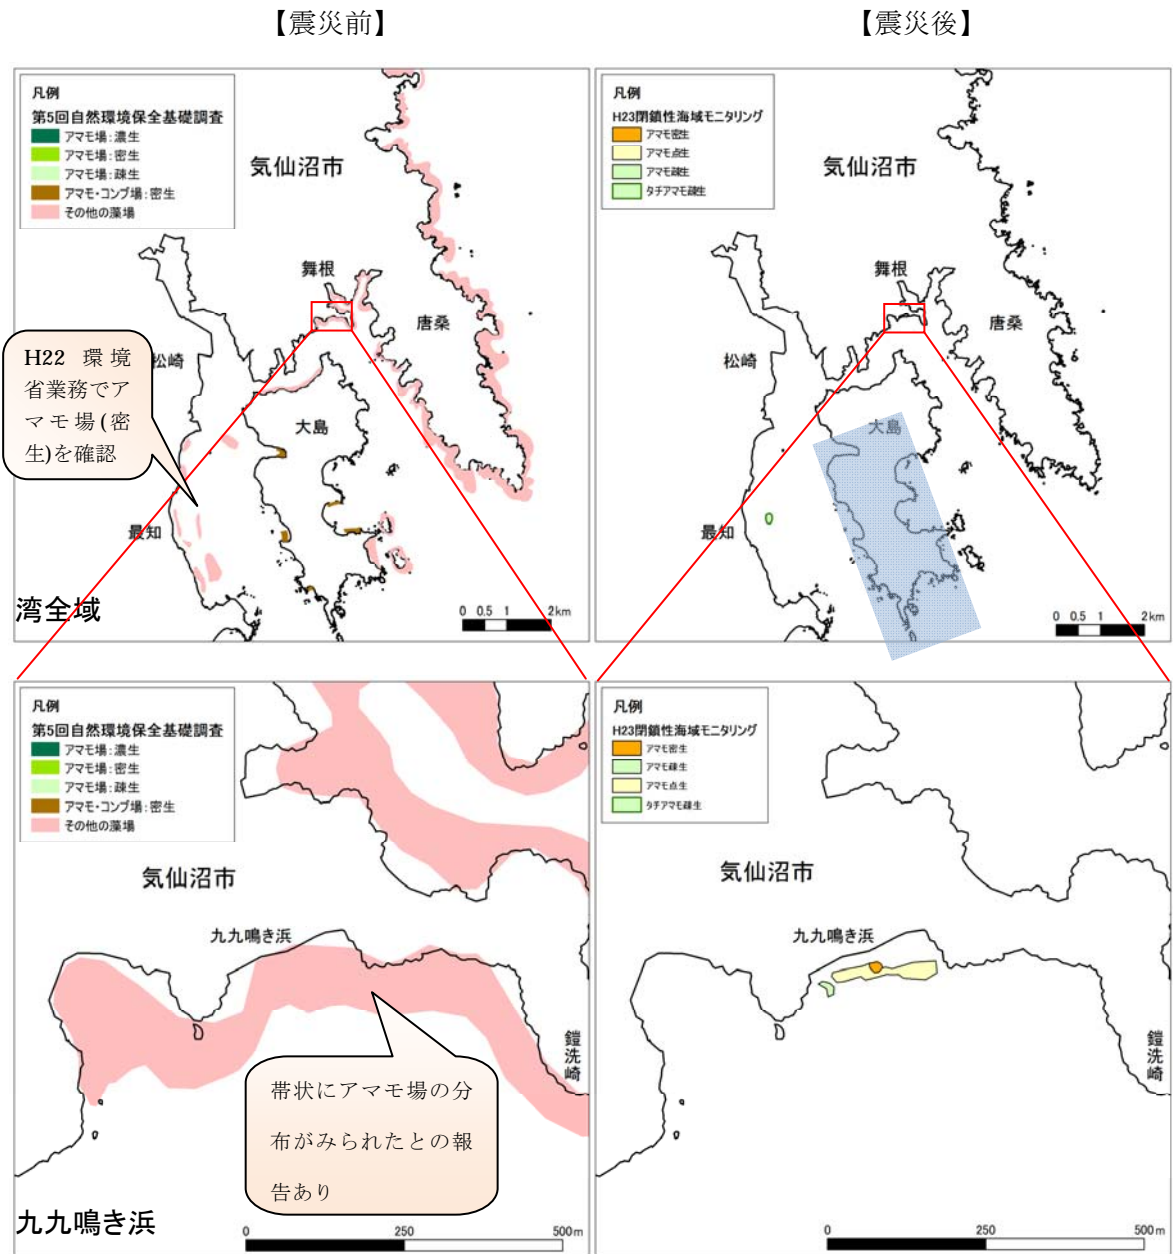 【震災前】
【震災後】
凡例
第5回自然環境保全基礎調査
アマモ場:濃生
アマモ場:密生
アマモ場:疎生
アマモ・コンブ場:密生
その他の藻場
気仙沼市
舞根
唐桑
松崎
大島
最知
H22 環境
省業務でア
マモ場(密
生)を確認
湾全域
0 0.5 1 2km
凡例
H23閉鎖性海域モニタリング
アマモ密生
アマモ点生
アマモ疎生
タチアマモ疎生
気仙沼市
舞根
唐桑
松崎
大島
最知
0 0.5 1 2km
凡例
第5回自然環境保全基礎調査
アマモ場:濃生
アマモ場:密生
アマモ場:疎生
アマモ・コンブ場:密生
その他の藻場
気仙沼市
九九鳴き浜
鎧洗崎
帯状にアマモ場の分
布がみられたとの報
告あり
九九鳴き浜
0 250 500m
凡例
H23閉鎖性海域モニタリング
アマモ密生
アマモ疎生
アマモ点生
タチアマモ疎生
気仙沼市
九九鳴き浜
鎧洗崎
0 250 500m